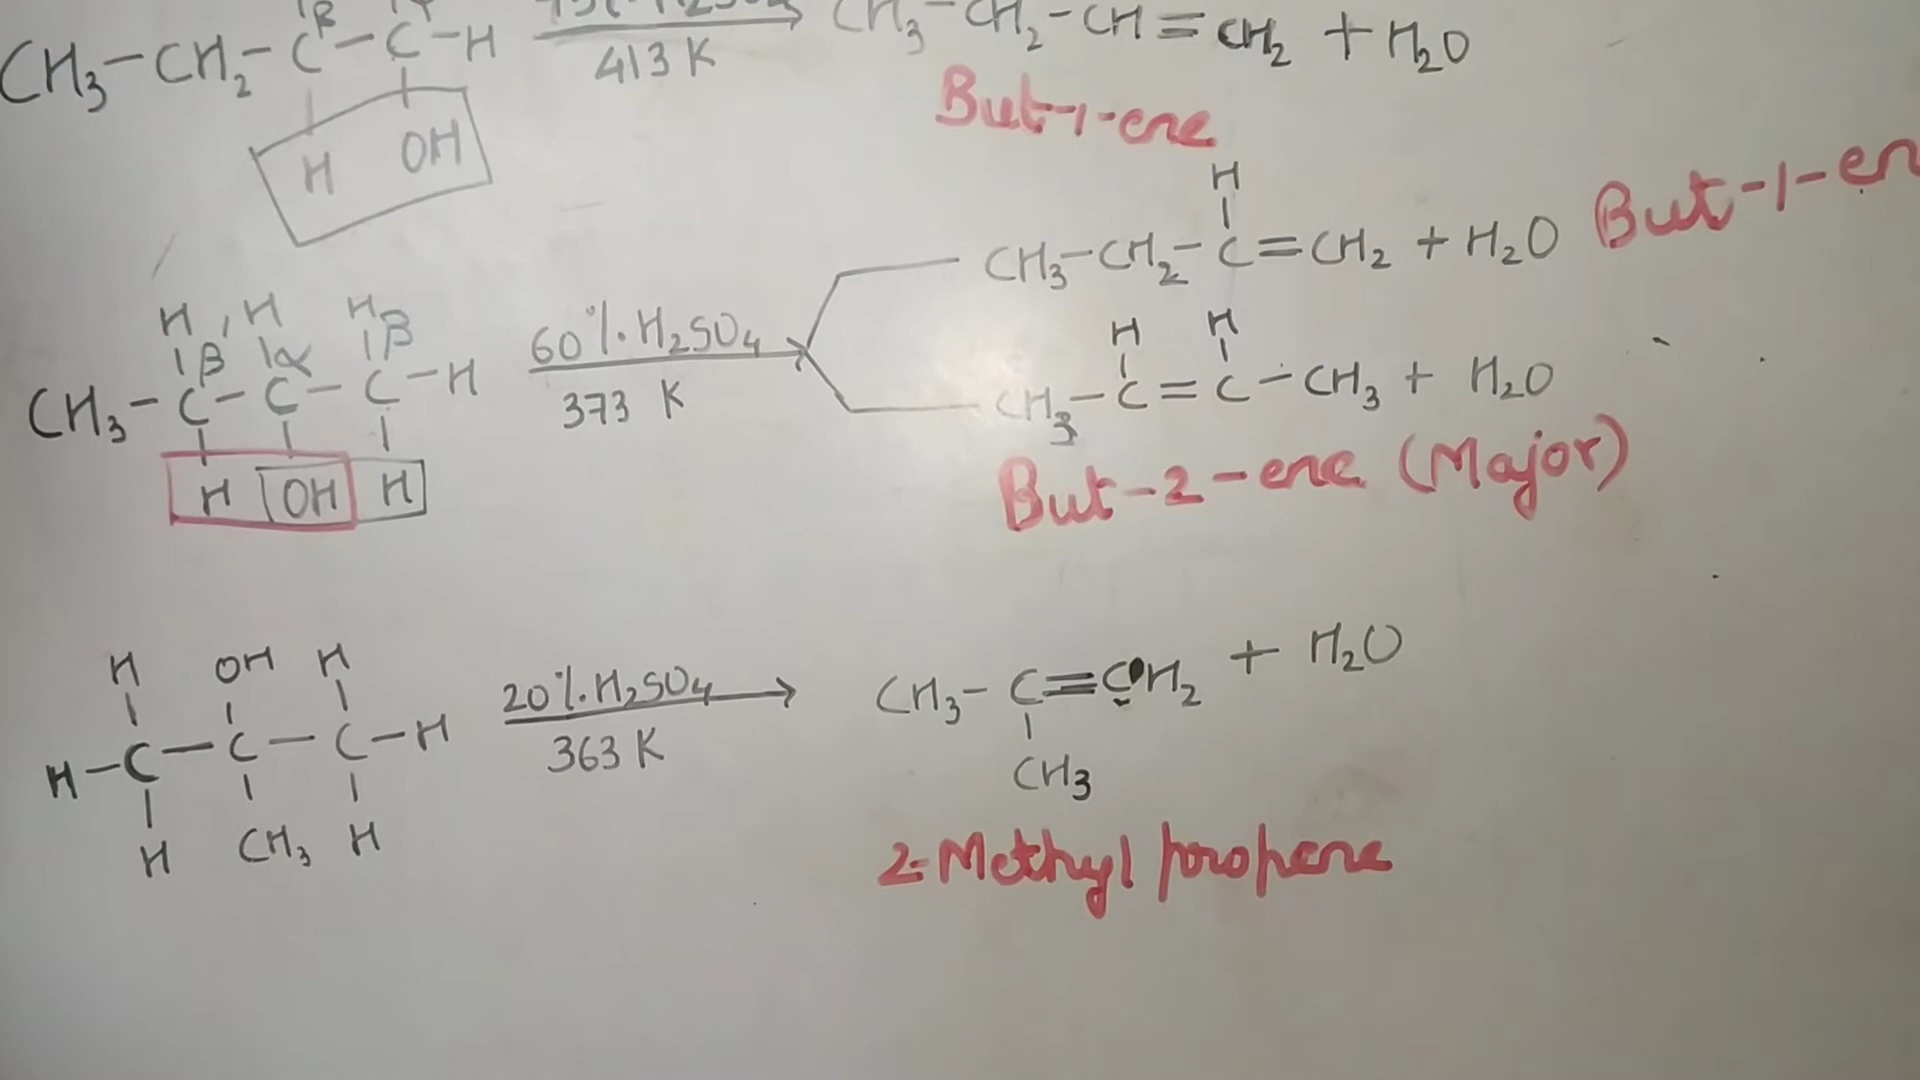 CH3-CH2-C-C-H 413 K CH3-CH2-CH=CH2 + H2O
H OH
But-1-ene
H
CH3-CH2-C=CH2 + H2O But-1-en
H H H
β' α β
CH3-C-C-C-H 60%.H2SO4 373 K
H OH H
H H
CH3-C=C-CH3 + H2O
But-2-ene (Major)
H OH H
H-C-C-C-H 20%.H2SO4 363 K CH3-C=CH2 + H2O
H CH3 H
CH3
2-Methyl propene